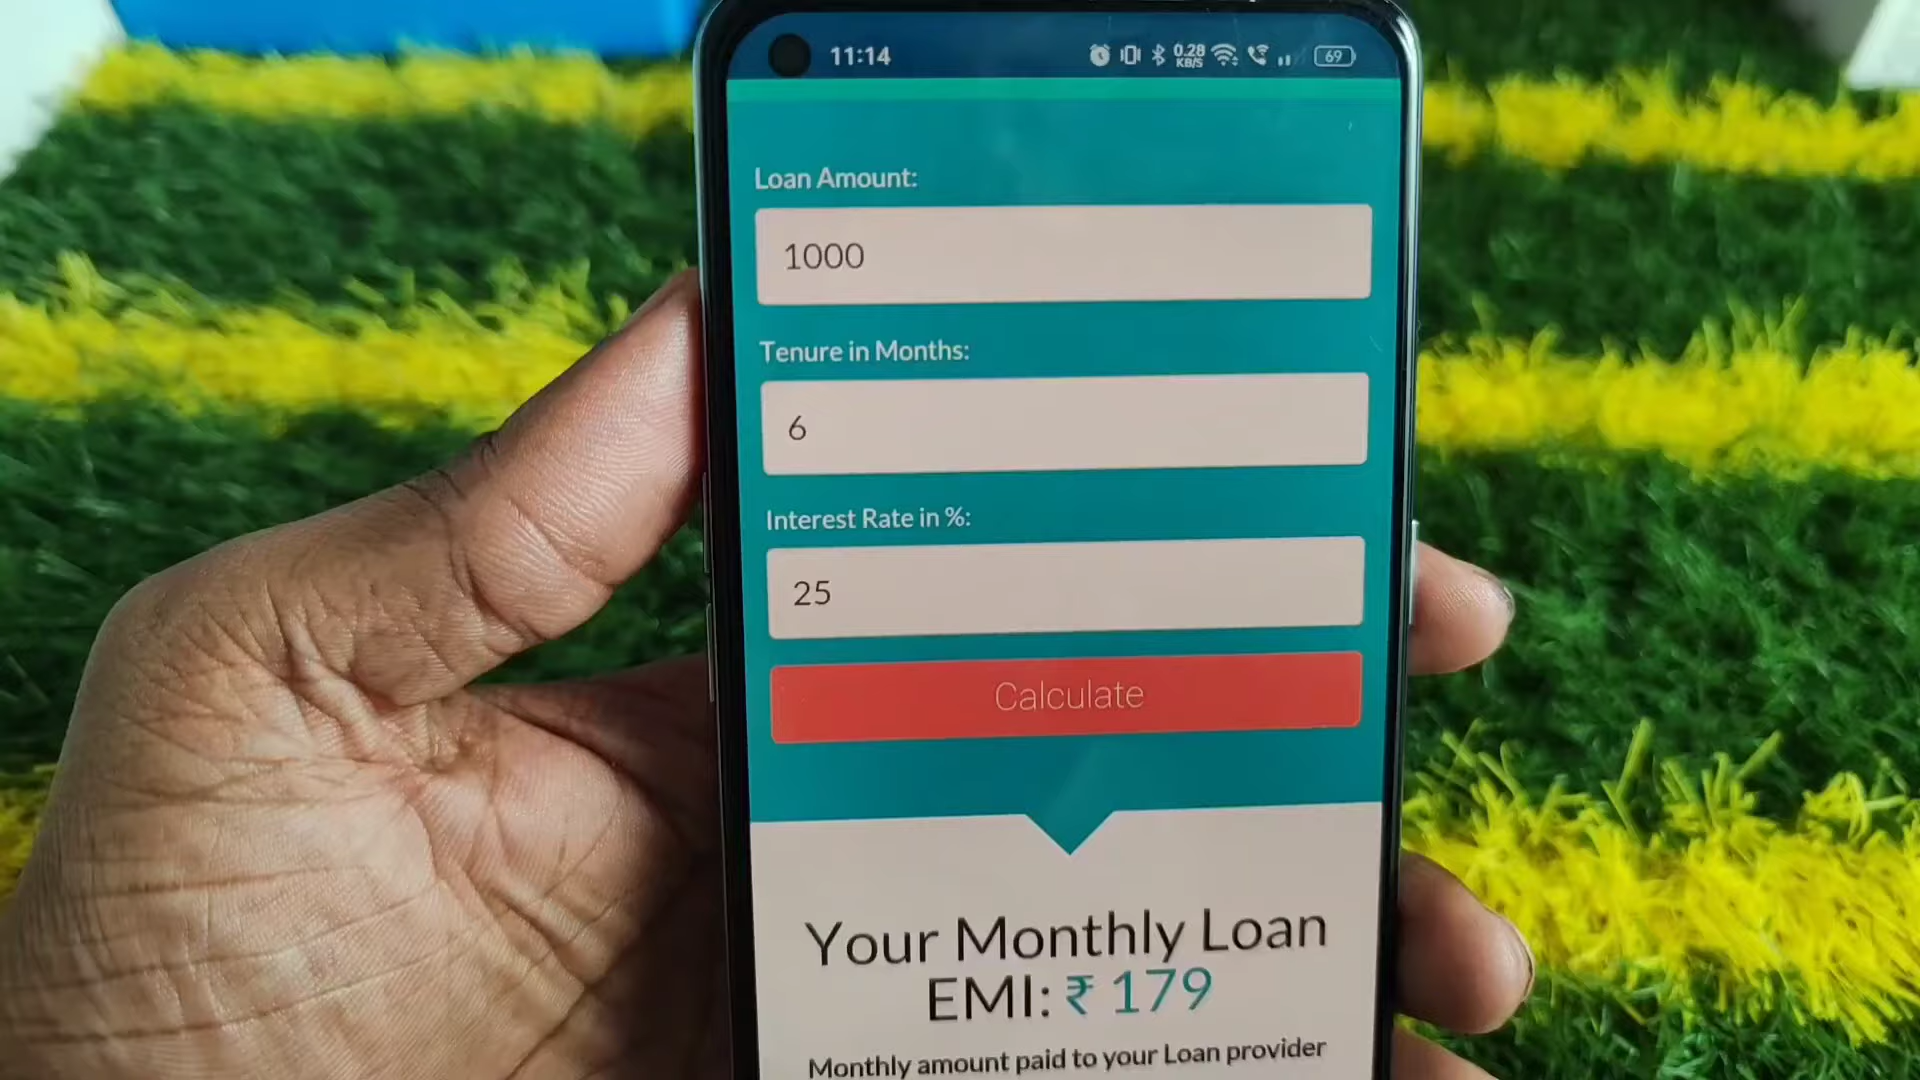 11:14 0.28 KB/S 69
Loan Amount:
1000
Tenure in Months:
6
Interest Rate in %:
25
Calculate
Your Monthly Loan
EMI: ₹ 179
Monthly amount paid to your Loan provider